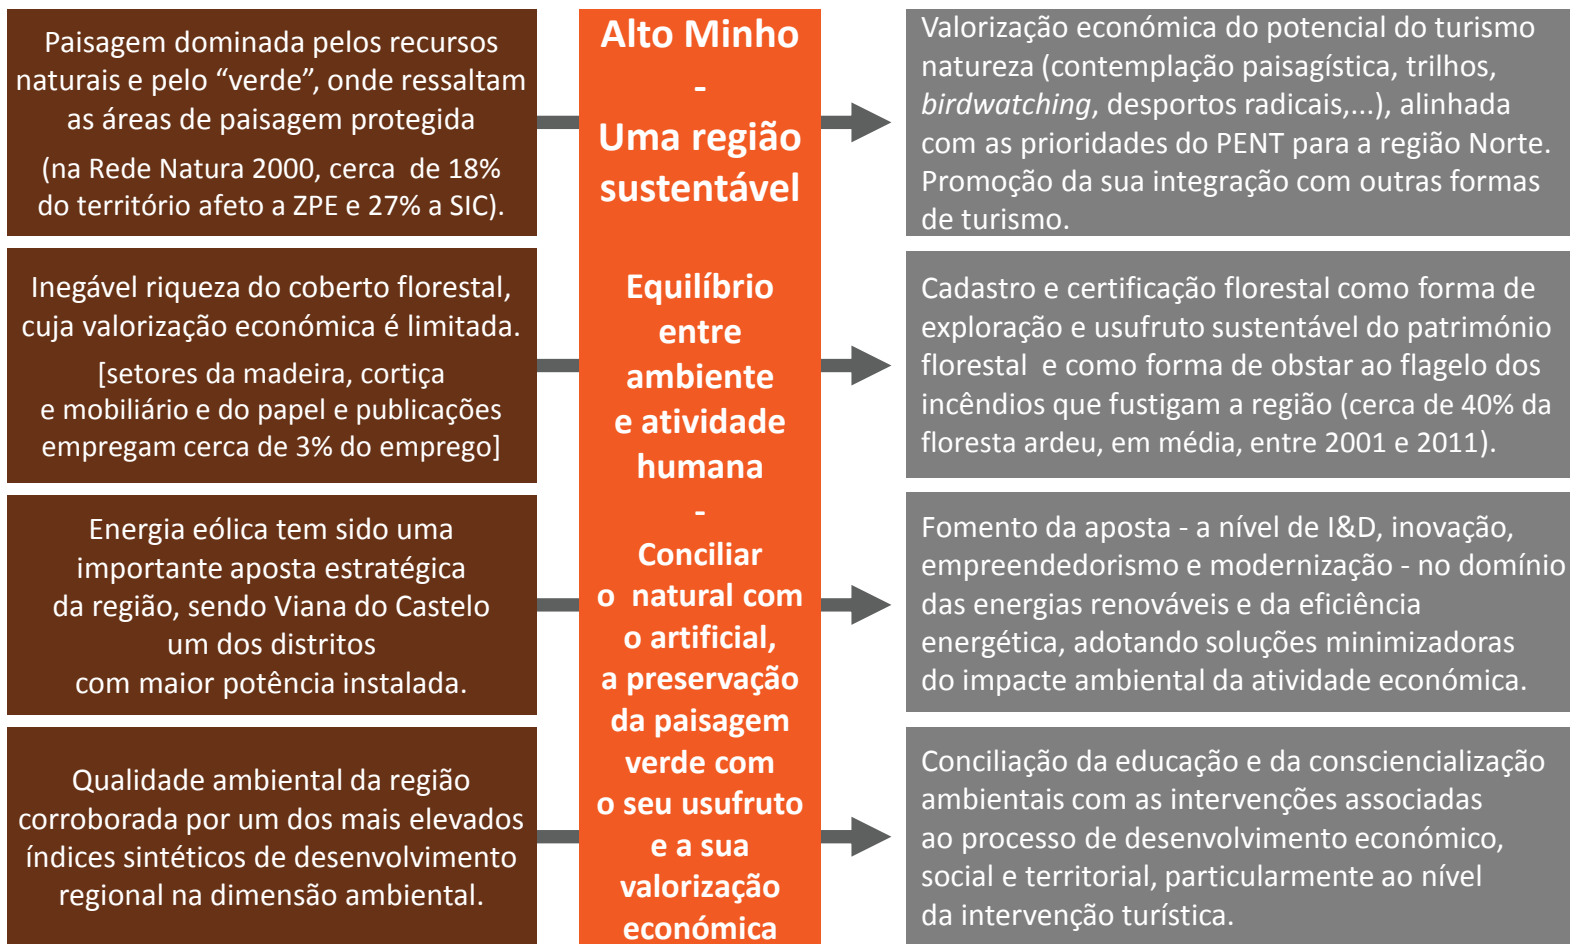 Paisagem dominada pelos recursos
naturais e pelo “verde”, onde ressaltam
as áreas de paisagem protegida
(na Rede Natura 2000, cerca  de 18%
do território afeto a ZPE e 27% a SIC).
Inegável riqueza do coberto florestal,
cuja valorização económica é limitada.
[setores da madeira, cortiça
e mobiliário e do papel e publicações
empregam cerca de 3% do emprego]
Energia eólica tem sido uma
importante aposta estratégica
da região, sendo Viana do Castelo
um dos distritos
com maior potência instalada.
Qualidade ambiental da região
corroborada por um dos mais elevados
índices sintéticos de desenvolvimento
regional na dimensão ambiental.
Alto Minho
-
Uma região
sustentável
Equilíbrio
entre
ambiente
e atividade
humana
-
Conciliar
o  natural com
o artificial,
a preservação
da paisagem
verde com
o seu usufruto
e a sua
valorização
económica
Valorização económica do potencial do turismo
natureza (contemplação paisagística, trilhos,
birdwatching, desportos radicais,...), alinhada
com as prioridades do PENT para a região Norte.
Promoção da sua integração com outras formas
de turismo.
Cadastro e certificação florestal como forma de
exploração e usufruto sustentável do património
florestal  e como forma de obstar ao flagelo dos
incêndios que fustigam a região (cerca de 40% da
floresta ardeu, em média, entre 2001 e 2011).
Fomento da aposta - a nível de I&D, inovação,
empreendedorismo e modernização - no domínio
das energias renováveis e da eficiência
energética, adotando soluções minimizadoras
do impacte ambiental da atividade económica.
Conciliação da educação e da consciencialização
ambientais com as intervenções associadas
ao processo de desenvolvimento económico,
social e territorial, particularmente ao nível
da intervenção turística.